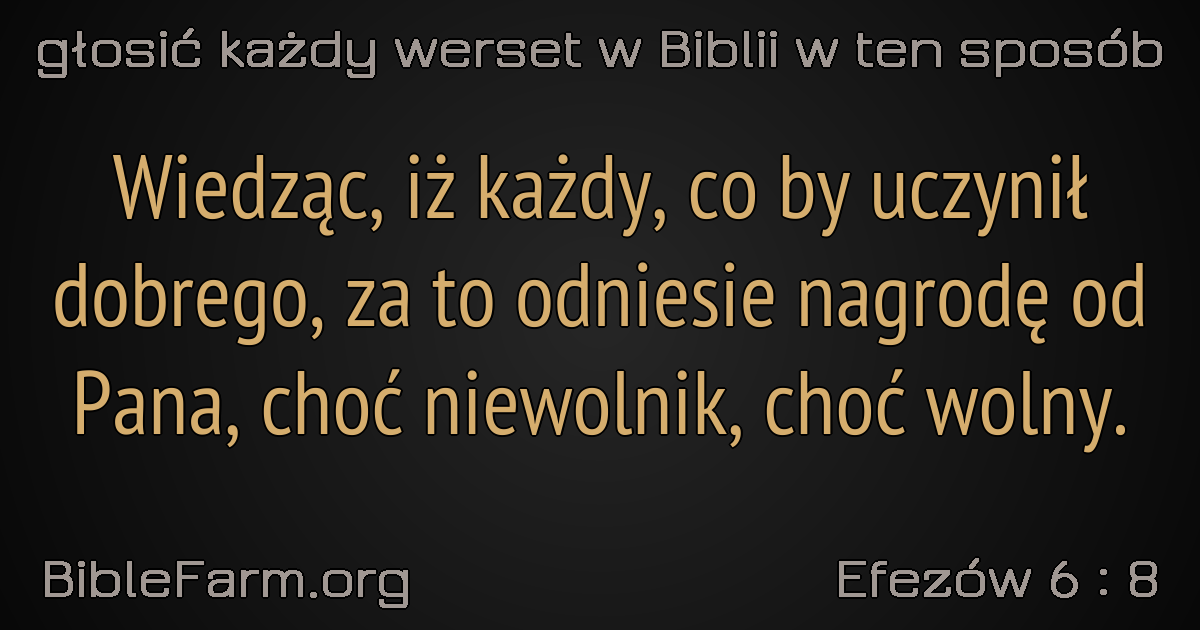 głosić każdy werset w Biblii w ten sposób
Wiedząc, iż każdy, co by uczynił
dobrego, za to odniesie nagrodę od
Pana, choć niewolnik, choć wolny.
BibleFarm.org
Efezów 6 : 8